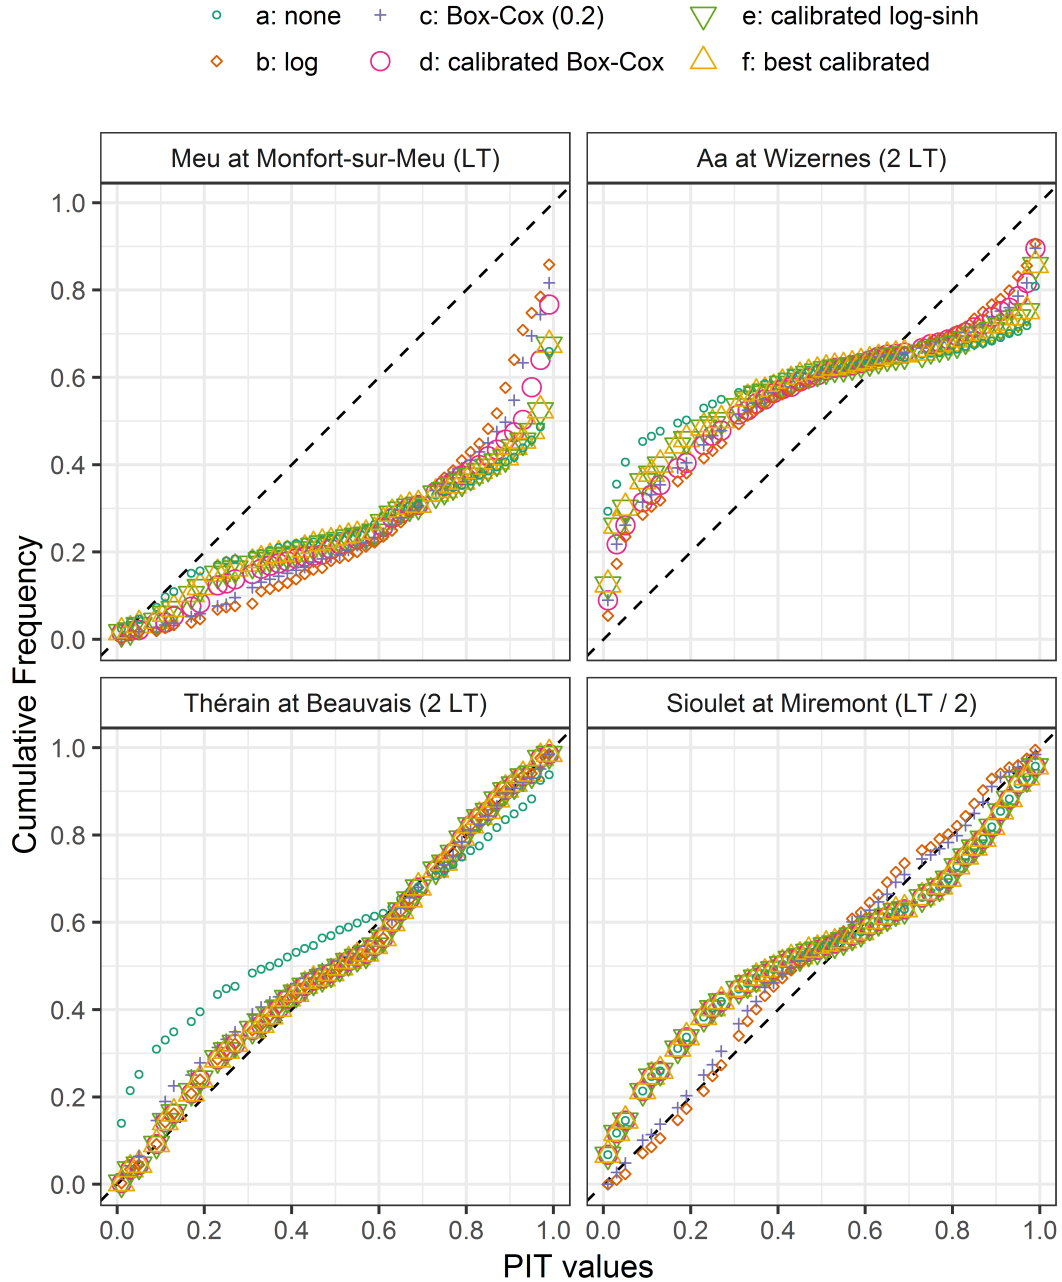 a: none c: Box-Cox (0.2) e: calibrated log-sinh
b: log d: calibrated Box-Cox f: best calibrated
Meu at Monfort-sur-Meu (LT) Aa at Wizernes (2 LT)
1.0
0.8
0.6
0.4
0.2
0.0
Cumulative Frequency
Thérain at Beauvais (2 LT) Sioulet at Miremont (LT / 2)
1.0
0.8
0.6
0.4
0.2
0.0
0.0 0.2 0.4 0.6 0.8 1.0 0.0 0.2 0.4 0.6 0.8 1.0
PIT values